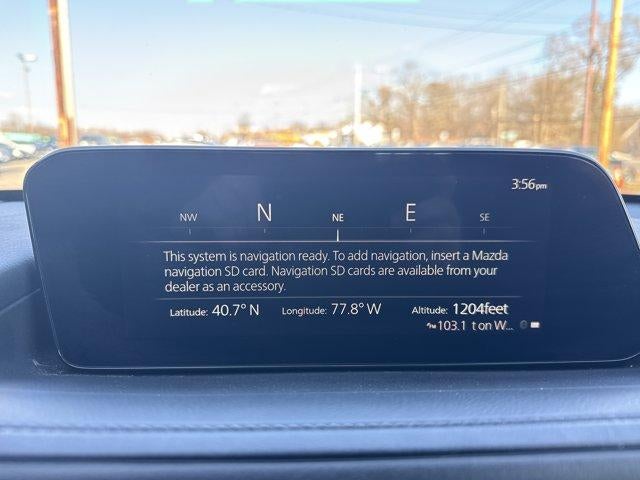 3:56pm
NW N NE E SE
This system is navigation ready. To add navigation, insert a Mazda
navigation SD card. Navigation SD cards are available from your
dealer as an accessory.
Latitude: 40.7° N Longitude: 77.8° W Altitude: 1204feet
103.1 t on W...